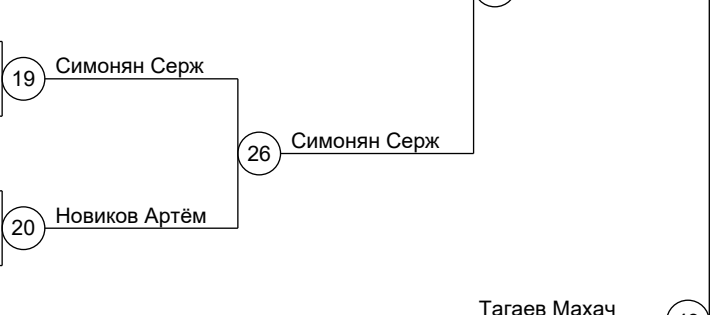 Симонян Серж
19
Симонян Серж
26
Новиков Артём
20
Тагаев Махач